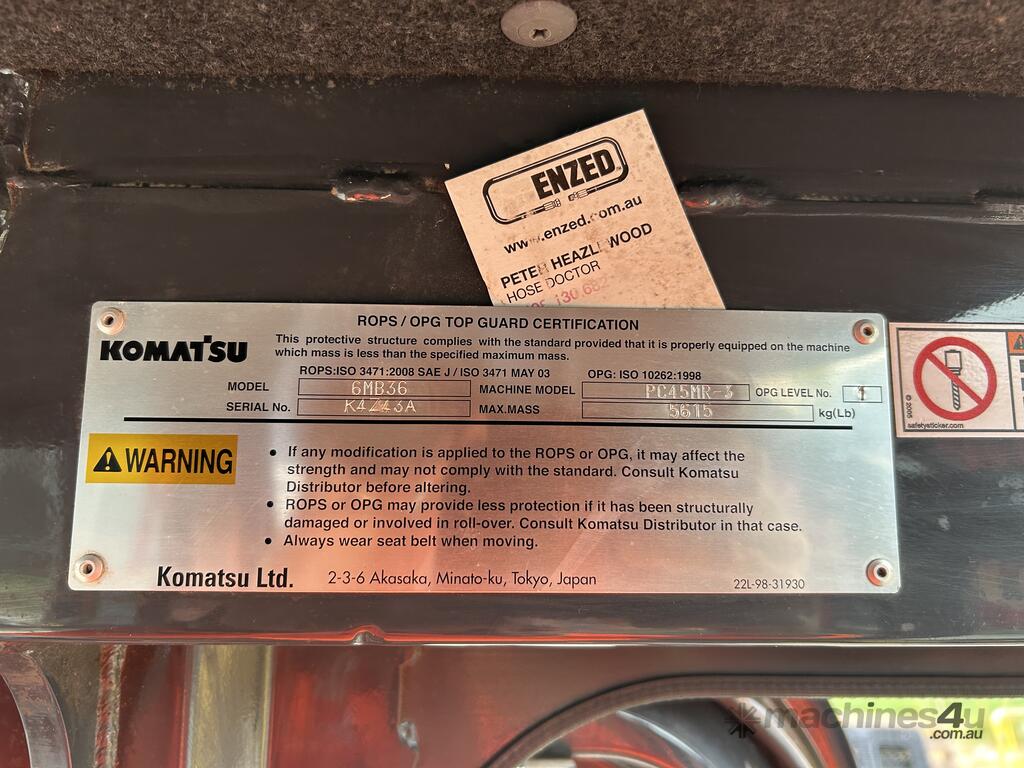 ENZED
www.enzed.com.au
PETER HEAZLEWOOD
HOSE DOCTOR
130 682
ROPS / OPG TOP GUARD CERTIFICATION
KOMATSU
This protective structure complies with the standard provided that it is properly equipped on the machine
which mass is less than the specified maximum mass.
ROPS:ISO 3471:2008 SAE J / ISO 3471 MAY 03 OPG: ISO 10262:1998
MODEL 6MB36 MACHINE MODEL PC45MR-3 OPG LEVEL No. 1
SERIAL No. K4243A MAX.MASS 5615 kg(Lb)
WARNING
• If any modification is applied to the ROPS or OPG, it may affect the
strength and may not comply with the standard. Consult Komatsu
Distributor before altering.
• ROPS or OPG may provide less protection if it has been structurally
damaged or involved in roll-over. Consult Komatsu Distributor in that case.
• Always wear seat belt when moving.
Komatsu Ltd. 2-3-6 Akasaka, Minato-ku, Tokyo, Japan 22L-98-31930
safetysticker.com
machines4u
.com.au